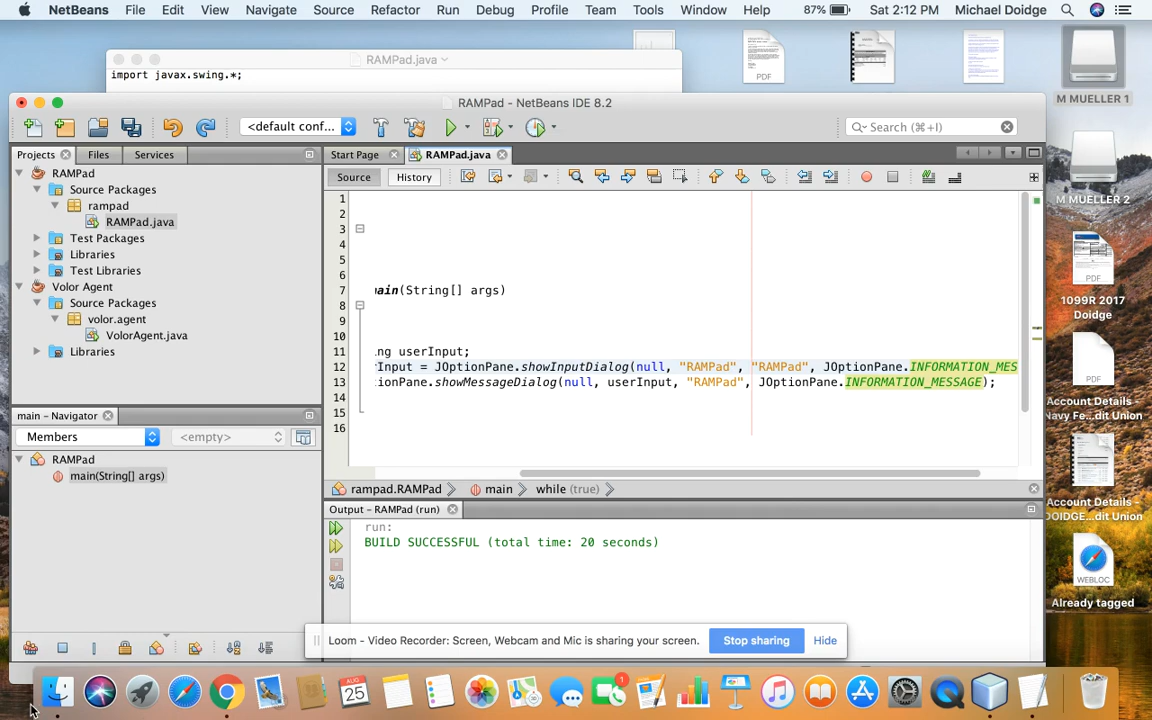 NetBeans File Edit View Navigate Source Refactor Run Debug Profile Team Tools Window Help 87% Sat 2:12 PM Michael Doidge
RAMPad.java
import javax.swing.*;
PDF
M MUELLER 1
RAMPad - NetBeans IDE 8.2
<default conf...
Search (⌘+I)
Projects Files Services
Start Page RAMPad.java
Source History
RAMPad
Source Packages
rampad
RAMPad.java
Test Packages
Libraries
Test Libraries
Volor Agent
Source Packages
volor.agent
VolorAgent.java
Libraries
1
2
3
4
5
6
7 ain(String[] args)
8
9
10
11 ng userInput;
12 Input = JOptionPane.showInputDialog(null, "RAMPad", "RAMPad", JOptionPane.INFORMATION_MES
13 ionPane.showMessageDialog(null, userInput, "RAMPad", JOptionPane.INFORMATION_MESSAGE);
14
15
16
rampad.RAMPad main while (true)
main - Navigator
Members <empty>
RAMPad
main(String[] args)
Output - RAMPad (run)
run:
BUILD SUCCESSFUL (total time: 20 seconds)
Loom - Video Recorder: Screen, Webcam and Mic is sharing your screen. Stop sharing Hide
M MUELLER 2
PDF
1099R 2017
Doidge
PDF
Account Details -
Navy Fe...dit Union
Account Details -
DOIDGE...dit Union
WEBLOC
Already tagged
AUG
25
1